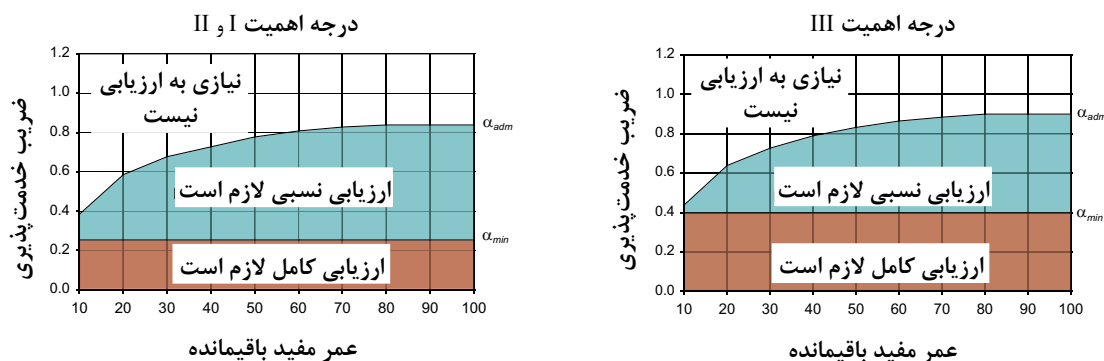 درجه اهمیت I و II
ضریب خدمت‌پذیری
1.2
1.0
0.8
0.6
0.4
0.2
0.0
نیازی به ارزیابی
نیست
ارزیابی نسبی لازم است
ارزیابی کامل لازم است
αadm
αmin
10 20 30 40 50 60 70 80 90 100
عمر مفید باقیمانده
درجه اهمیت III
ضریب خدمت‌پذیری
1.2
1.0
0.8
0.6
0.4
0.2
0.0
نیازی به ارزیابی
نیست
ارزیابی نسبی لازم است
ارزیابی کامل لازم است
αadm
αmin
10 20 30 40 50 60 70 80 90 100
عمر مفید باقیمانده